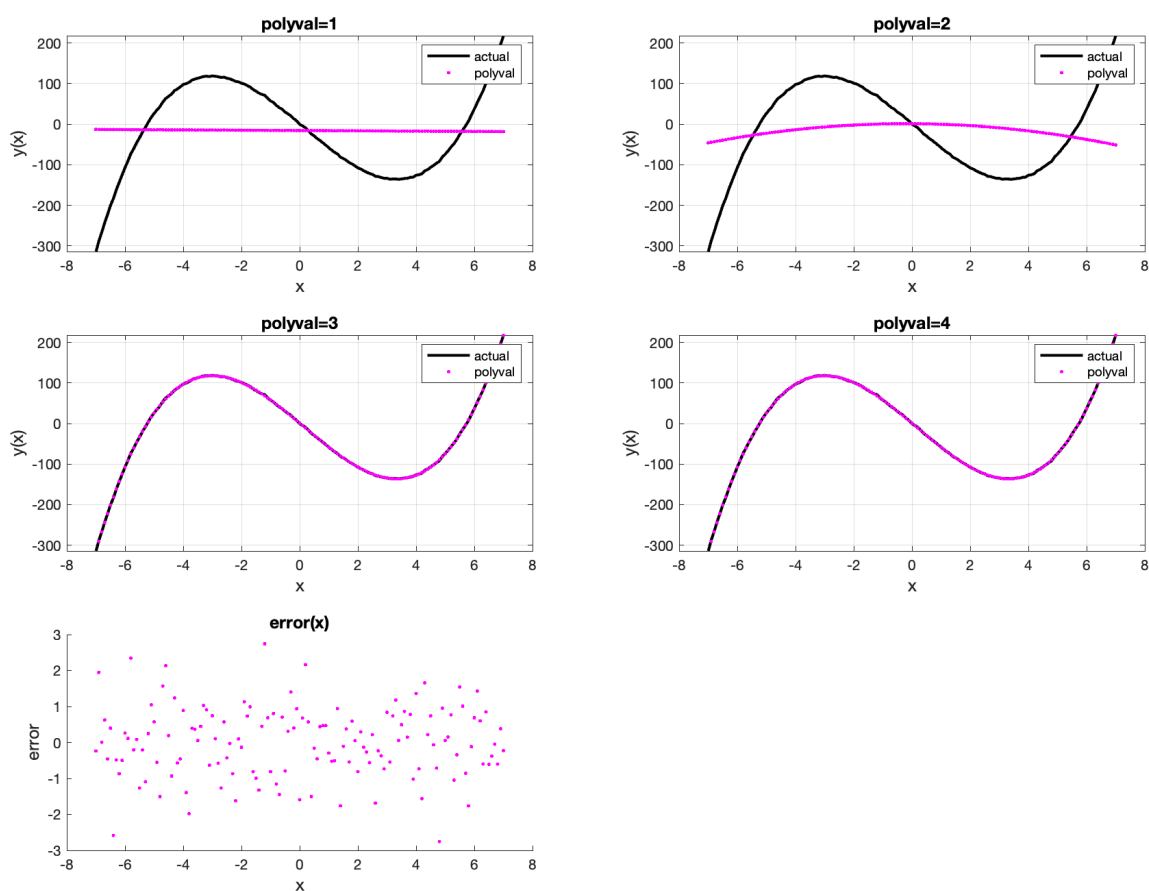 polyval=1
200
100
0
-100
-200
-300
y(x)
actual
polyval
-8 -6 -4 -2 0 2 4 6 8
x
polyval=2
200
100
0
-100
-200
-300
y(x)
actual
polyval
-8 -6 -4 -2 0 2 4 6 8
x
polyval=3
200
100
0
-100
-200
-300
y(x)
actual
polyval
-8 -6 -4 -2 0 2 4 6 8
x
polyval=4
200
100
0
-100
-200
-300
y(x)
actual
polyval
-8 -6 -4 -2 0 2 4 6 8
x
error(x)
3
2
1
0
-1
-2
-3
error
-8 -6 -4 -2 0 2 4 6 8
x